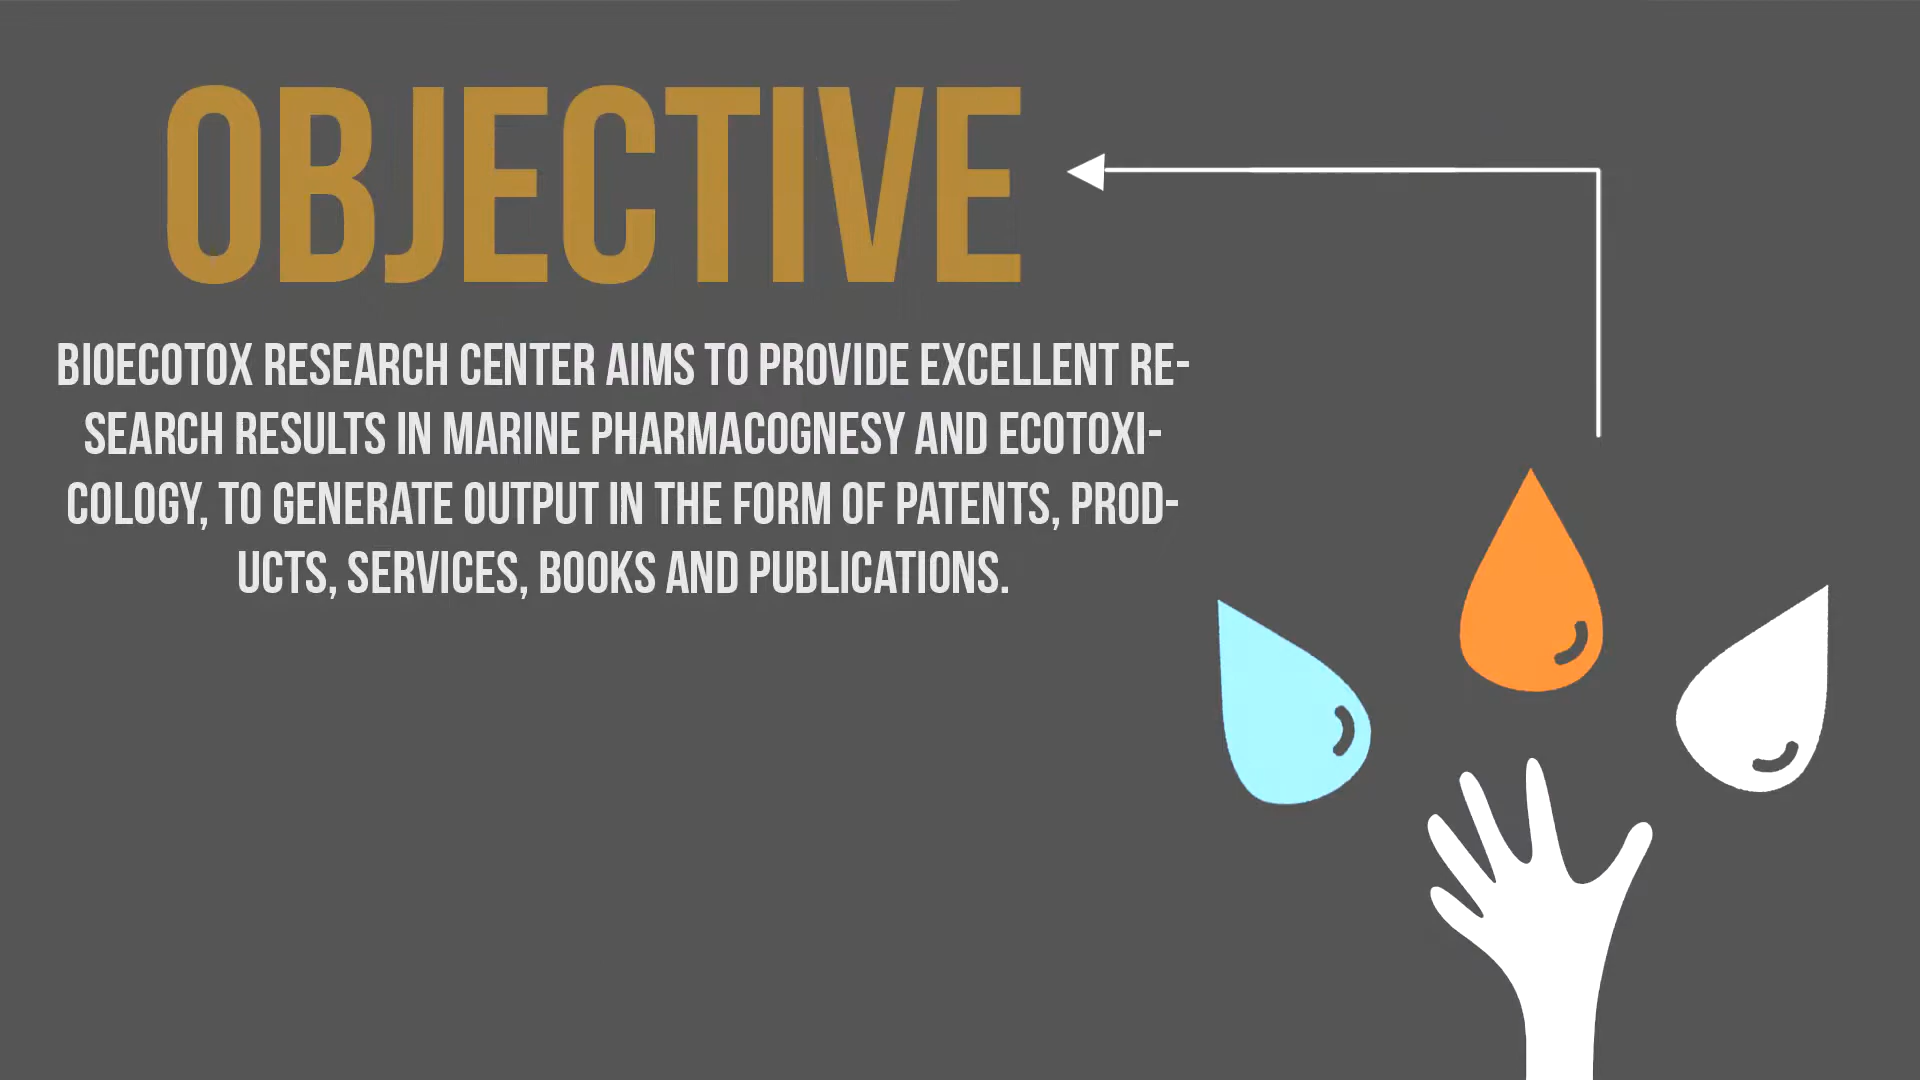 OBJECTIVE
BIOECOTOX RESEARCH CENTER AIMS TO PROVIDE EXCELLENT RE-
SEARCH RESULTS IN MARINE PHARMACOGNESY AND ECOTOXI-
COLOGY, TO GENERATE OUTPUT IN THE FORM OF PATENTS, PROD-
UCTS, SERVICES, BOOKS AND PUBLICATIONS.